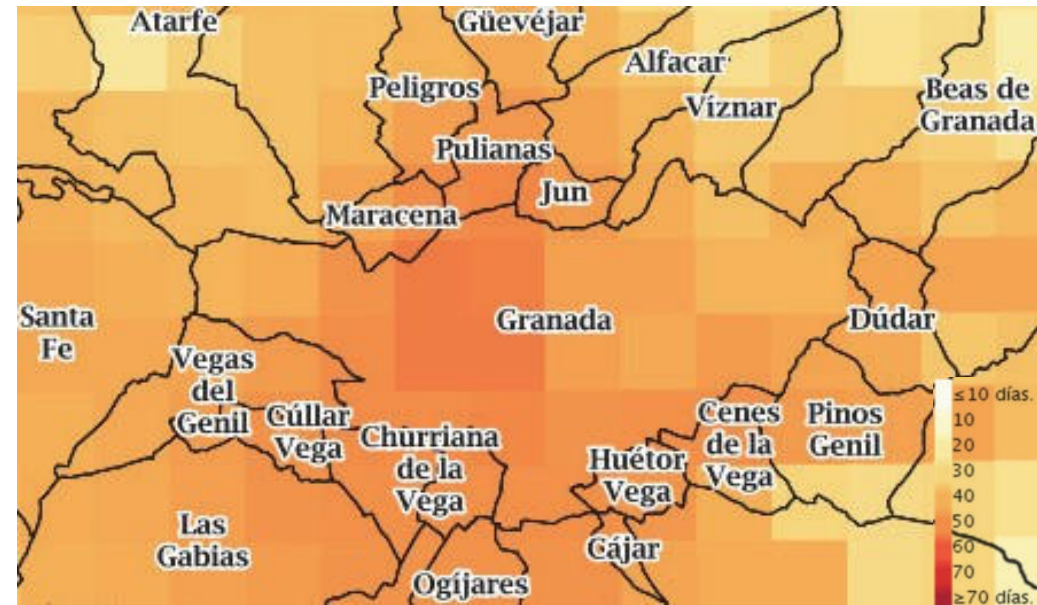 Atarfe
Güevéjar
Alfacar
Peligros
Víznar
Beas de
Granada
Pulianas
Jun
Maracena
Santa
Fe
Granada
Dúdar
Vegas
del
Genil
Cúllar
Vega
Churriana
de la
Vega
Huétor
Vega
Cenes
de la
Vega
Pinos
Genil
Las
Gabias
Cájar
Ogíjares
≤10 días.
10
20
30
40
50
60
70
≥70 días.